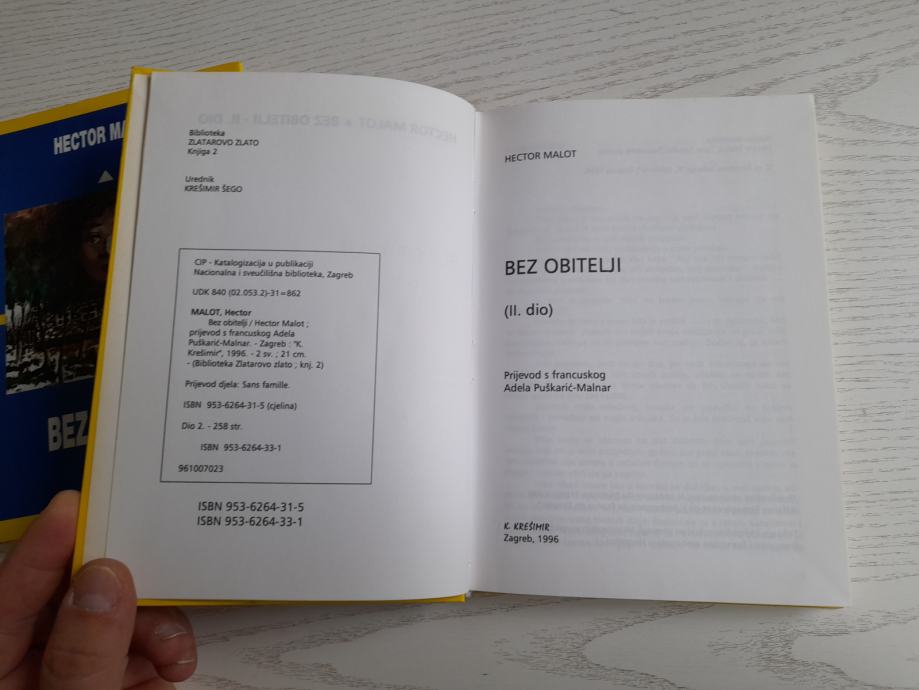 HECTOR
BEZ
Biblioteka
ZLATAROVO ZLATO
Knjiga 2
Urednik
KREŠIMIR ŠEGO
CIP - Katalogizacija u publikaciji
Nacionalna i sveučilišna biblioteka, Zagreb
UDK 840 (02.053.2)-31=862
MALOT, Hector
Bez obitelji / Hector Malot ;
prijevod s francuskog Adela
Puškarić-Malnar. - Zagreb : "K.
Krešimir", 1996. - 2 sv. ; 21 cm.
- (Biblioteka Zlatarovo zlato ; knj. 2)
Prijevod djela: Sans famille.
ISBN 953-6264-31-5 (cjelina)
Dio 2. - 258 str.
ISBN 953-6264-33-1
961007023
ISBN 953-6264-31-5
ISBN 953-6264-33-1
HECTOR MALOT
BEZ OBITELJI
(II. dio)
Prijevod s francuskog
Adela Puškarić-Malnar
K. KREŠIMIR
Zagreb, 1996